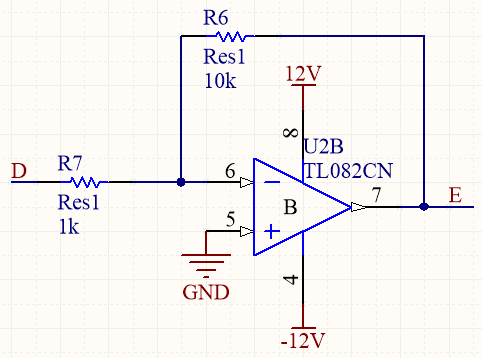 R6
Res1
10k
12V
8
U2B
TL082CN
D
R7
Res1
1k
6
5
B
7
E
GND
4
-12V